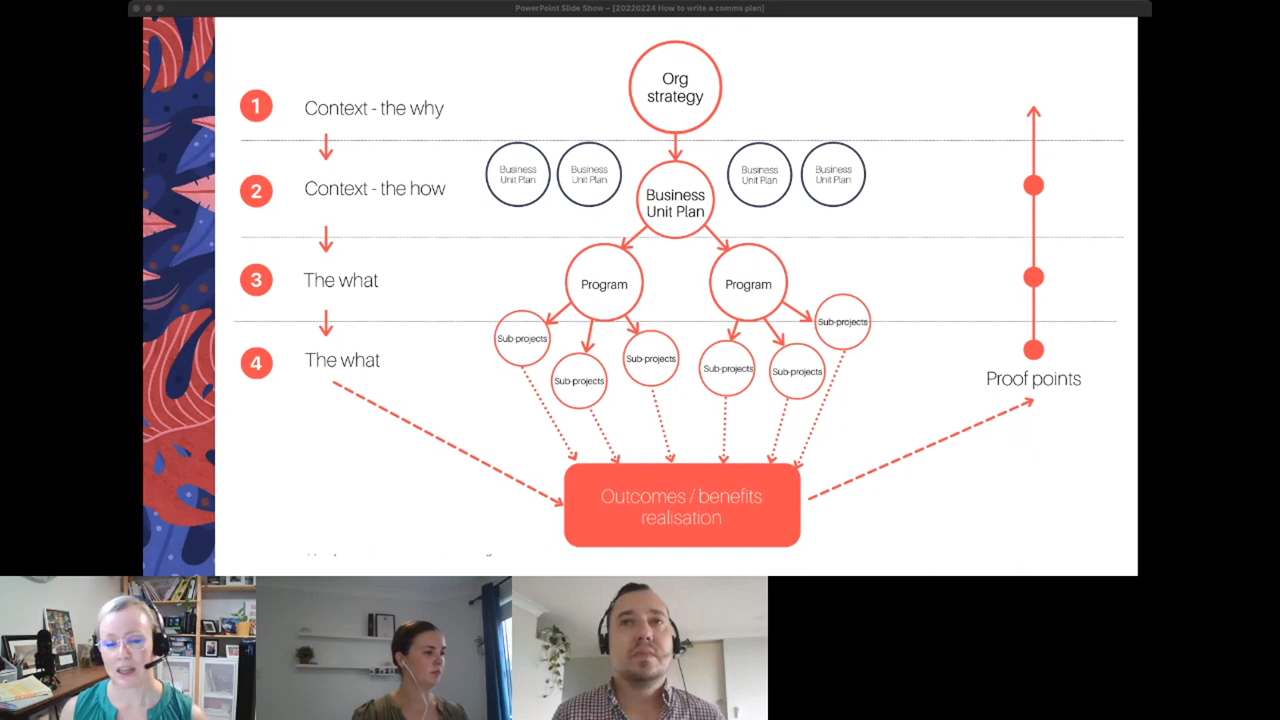 PowerPoint Slide Show – [20220224 How to write a comms plan]
Org
strategy
1
Context - the why
2
Context - the how
Business
Unit Plan
Business
Unit Plan
Business
Unit Plan
Business
Unit Plan
Business
Unit Plan
3
The what
Program
Program
4
The what
Sub-projects
Sub-projects
Sub-projects
Sub-projects
Sub-projects
Sub-projects
Proof points
Outcomes / benefits
realisation